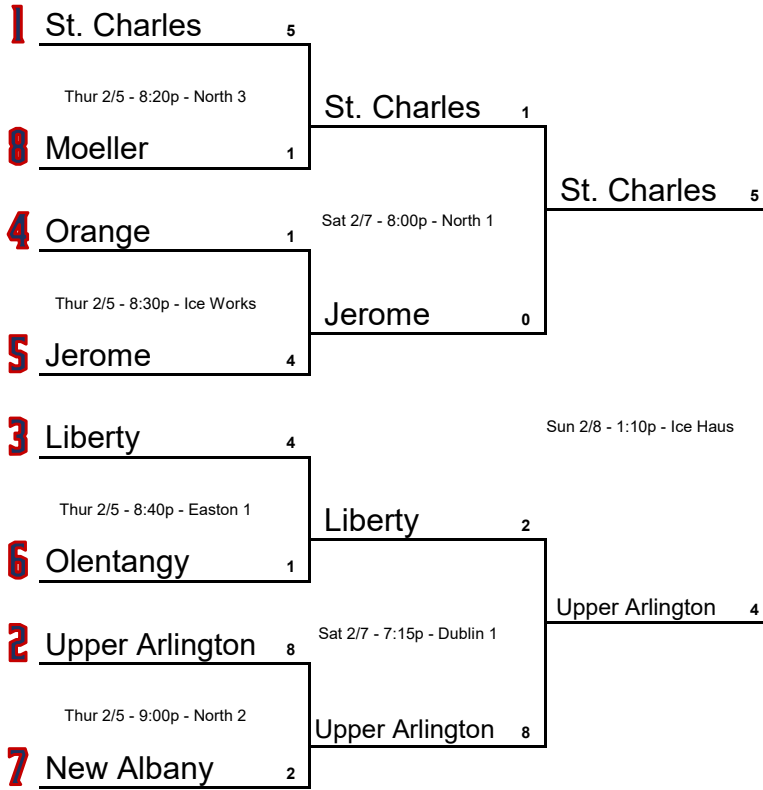 1 St. Charles 5
Thur 2/5 - 8:20p - North 3
St. Charles 1
8 Moeller 1
St. Charles 5
4 Orange 1
Sat 2/7 - 8:00p - North 1
Thur 2/5 - 8:30p - Ice Works
Jerome 0
5 Jerome 4
Sun 2/8 - 1:10p - Ice Haus
3 Liberty 4
Thur 2/5 - 8:40p - Easton 1
Liberty 2
6 Olentangy 1
Upper Arlington 4
2 Upper Arlington 8
Sat 2/7 - 7:15p - Dublin 1
Thur 2/5 - 9:00p - North 2
Upper Arlington 8
7 New Albany 2